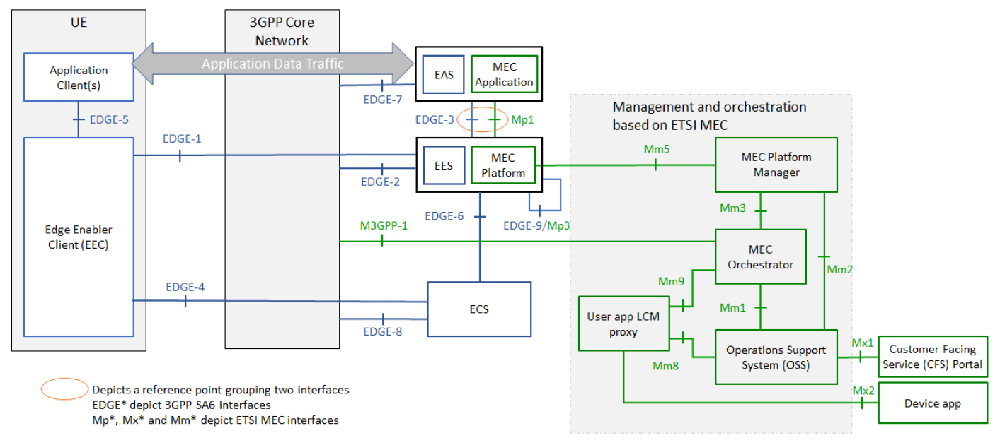 UE
3GPP Core
Network
Application
Client(s)
Application Data Traffic
EAS
MEC
Application
EDGE-7
EDGE-5
EDGE-3
Mp1
Management and orchestration
based on ETSI MEC
EDGE-1
EES
MEC
Platform
Mm5
MEC Platform
Manager
EDGE-2
EDGE-6
EDGE-9/Mp3
Mm3
M3GPP-1
Edge Enabler
Client (EEC)
MEC
Orchestrator
Mm2
Mm9
EDGE-4
ECS
Mm1
User app LCM
proxy
EDGE-8
Mm8
Operations Support
System (OSS)
Mx1
Customer Facing
Service (CFS) Portal
Mx2
Device app
Depicts a reference point grouping two interfaces
EDGE* depict 3GPP SA6 interfaces
Mp*, Mx* and Mm* depict ETSI MEC interfaces